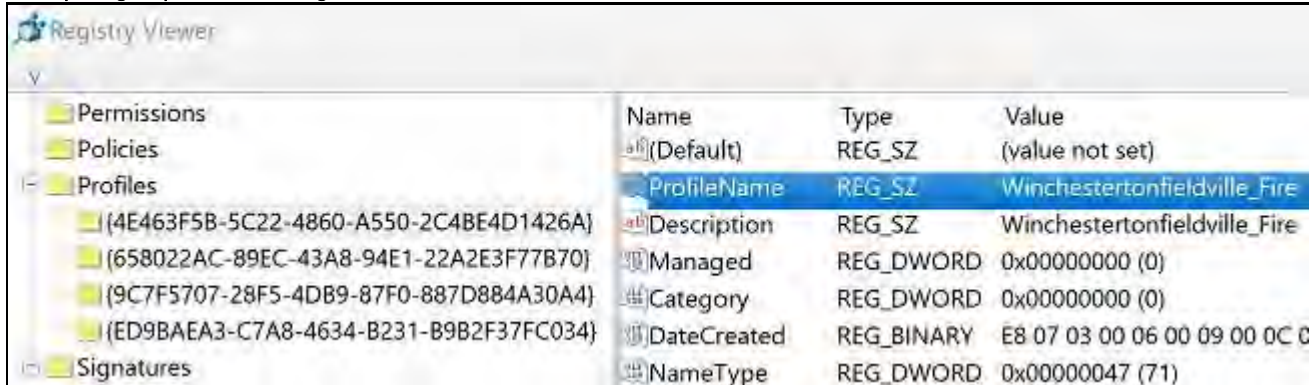 Registry Viewer
Permissions
Policies
Profiles
{4E463F5B-5C22-4860-A550-2C4BE4D1426A}
{658022AC-89EC-43A8-94E1-22A2E3F77B70}
{9C7F5707-28F5-4DB9-87F0-887D884A30A4}
{ED9BAEA3-C7A8-4634-B231-B9B2F37FC034}
Signatures
Name Type Value
(Default) REG_SZ (value not set)
ProfileName REG_SZ Winchestertonfieldville_Fire
Description REG_SZ Winchestertonfieldville_Fire
Managed REG_DWORD 0x00000000 (0)
Category REG_DWORD 0x00000000 (0)
DateCreated REG_BINARY E8 07 03 00 06 00 09 00 0C
NameType REG_DWORD 0x00000047 (71)